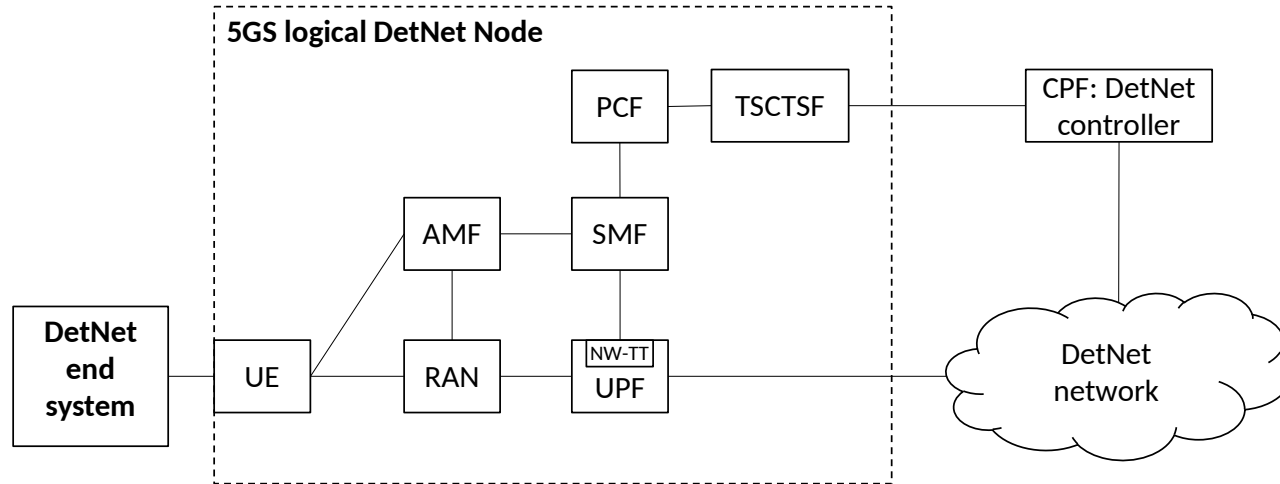 5GS logical DetNet Node
PCF
TSCTSF
CPF: DetNet
controller
AMF
SMF
DetNet
end
system
UE
RAN
NW-TT
UPF
DetNet
network